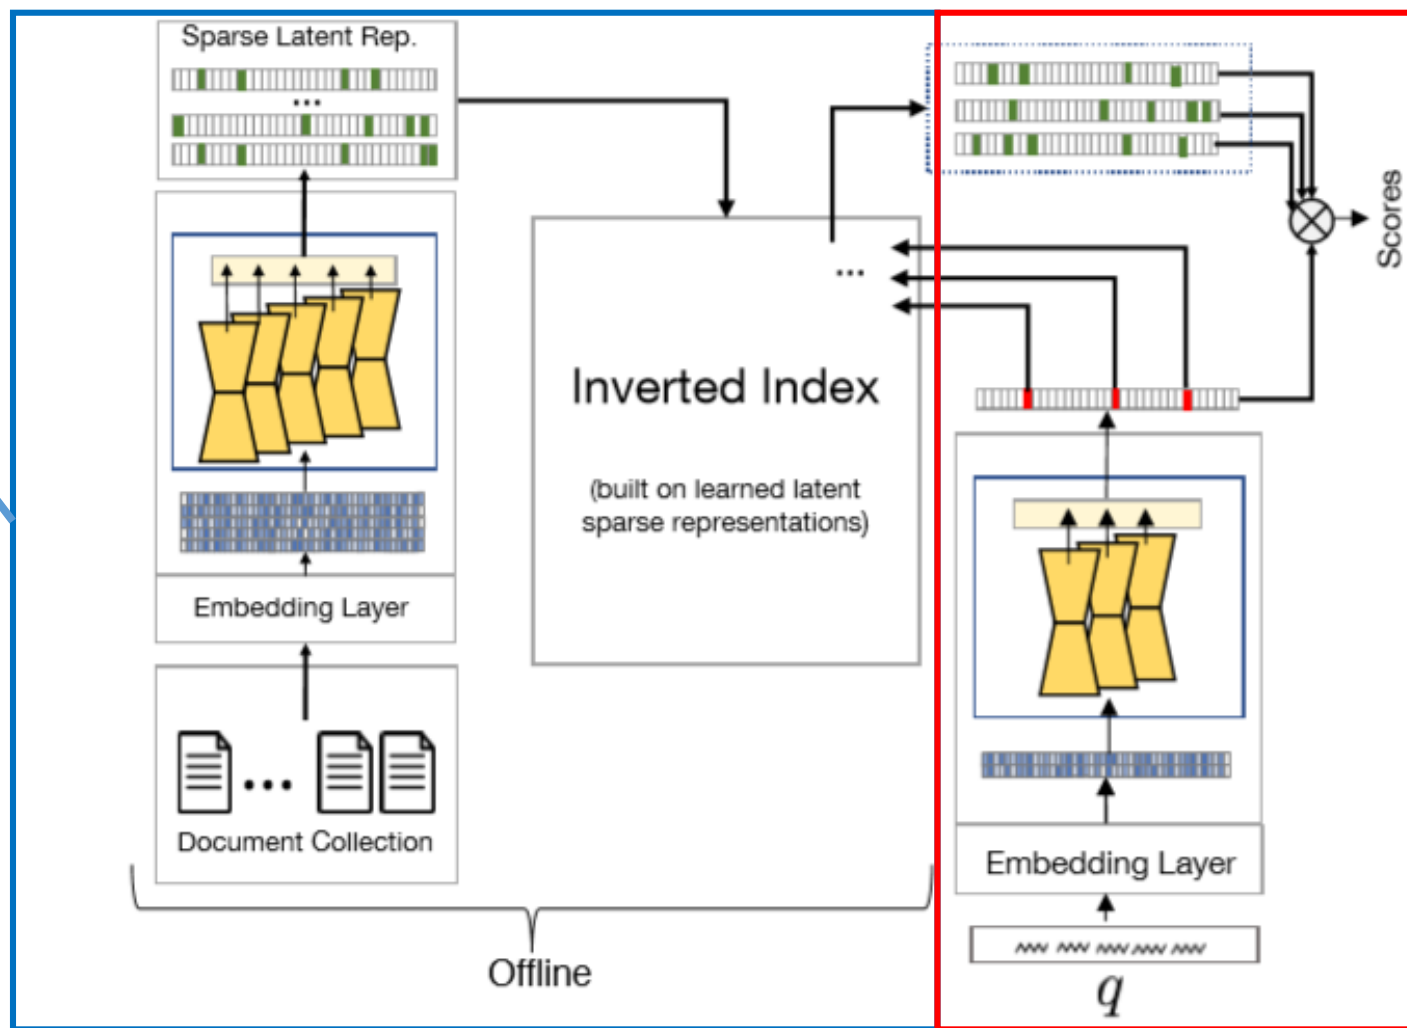 Sparse Latent Rep.
...
Scores
...
Inverted Index
(built on learned latent
sparse representations)
Embedding Layer
...
Document Collection
Offline
Embedding Layer
q